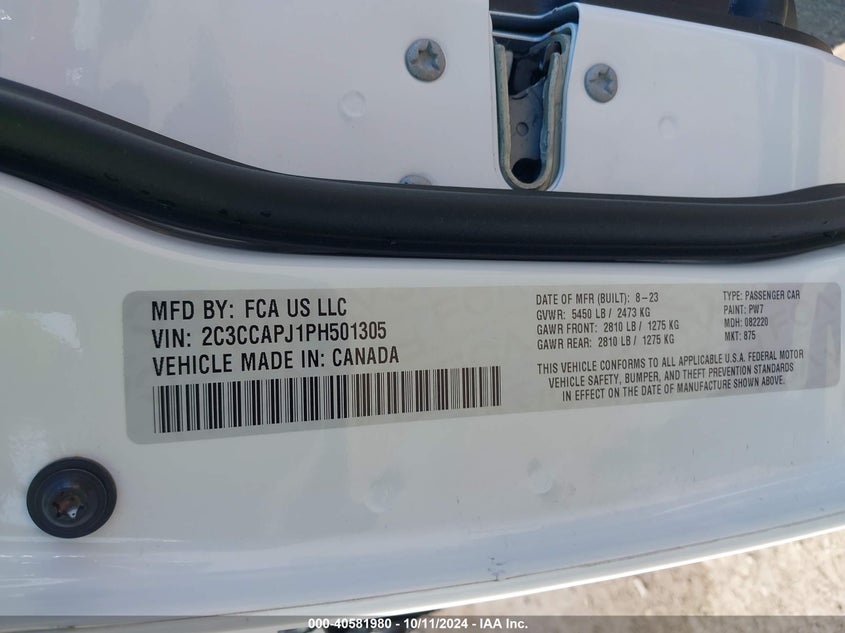 MFD BY: FCA US LLC
VIN: 2C3CCAPJ1PH501305
VEHICLE MADE IN: CANADA
DATE OF MFR (BUILT): 8-23
GVWR: 5450 LB / 2473 KG
GAWR FRONT: 2810 LB / 1275 KG
GAWR REAR: 2810 LB / 1275 KG
TYPE: PASSENGER CAR
PAINT: PW7
MDH: 082220
MKT: 875
THIS VEHICLE CONFORMS TO ALL APPLICABLE U.S.A. FEDERAL MOTOR
VEHICLE SAFETY, BUMPER, AND THEFT PREVENTION STANDARDS
IN EFFECT ON THE DATE OF MANUFACTURE SHOWN ABOVE.
000-40581980 - 10/11/2024 - IAA Inc.